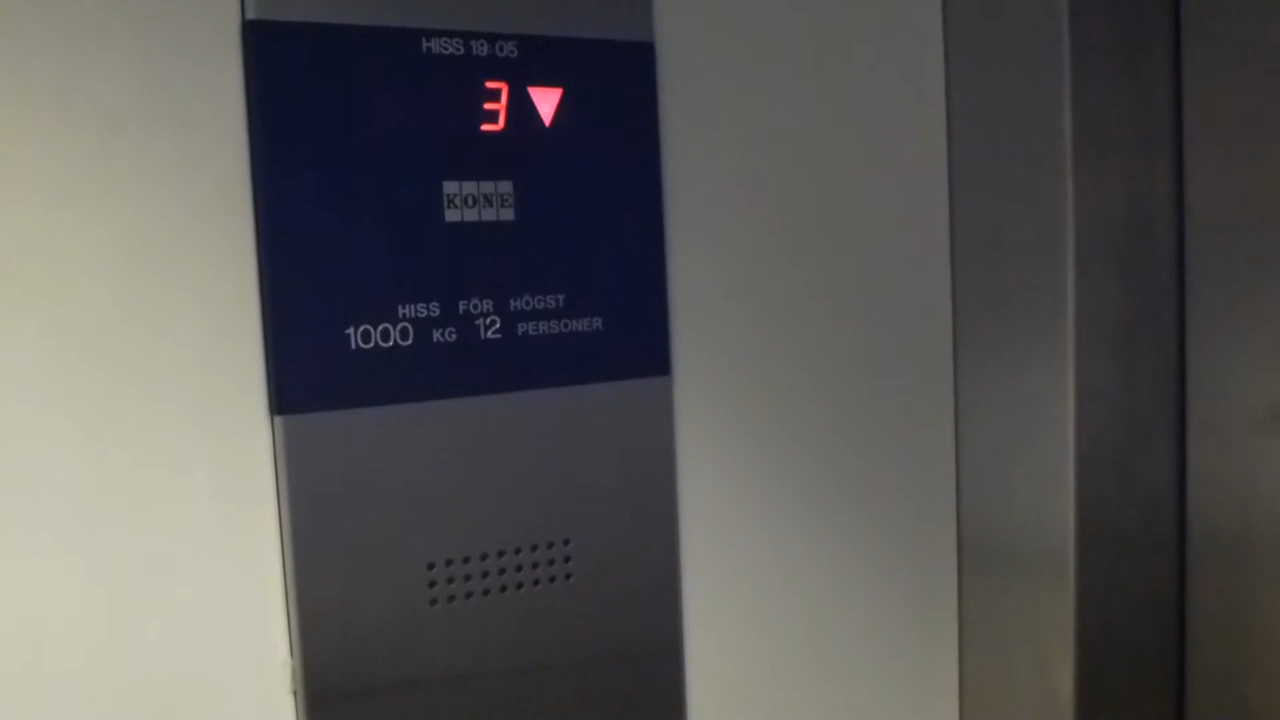 HISS 19 05
3 ▼
KONE
HISS FÖR HÖGST
1000 KG 12 PERSONER